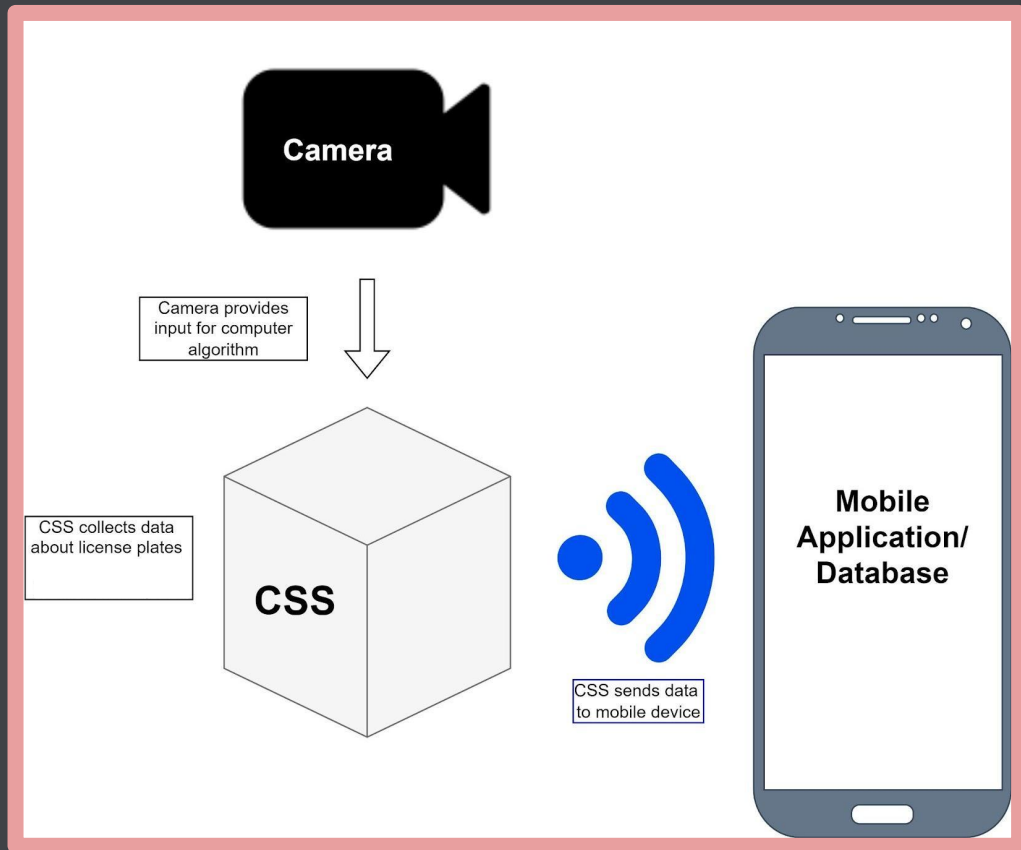 Camera
Camera provides
input for computer
algorithm
CSS collects data
about license plates
CSS
Mobile
Application/
Database
CSS sends data
to mobile device